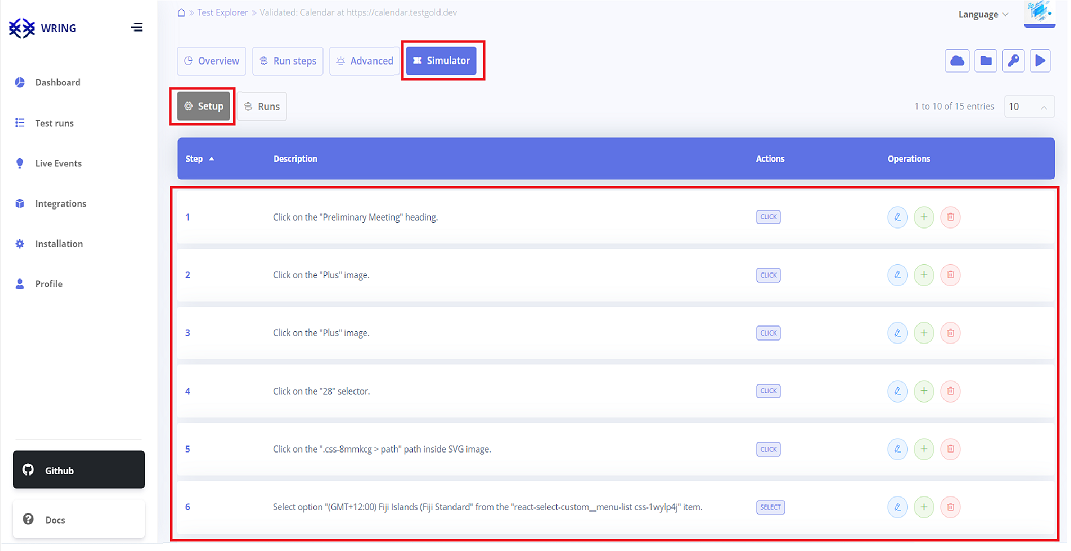 WRING
> Test Explorer > Validated: Calendar at https://calendar.testgold.dev
Language
Overview
Run steps
Advanced
Simulator
Dashboard
Setup
Runs
1 to 10 of 15 entries
10
Test runs
Live Events
Integrations
Installation
Profile
Step Description Actions Operations
1 Click on the "Preliminary Meeting" heading. CLICK
2 Click on the "Plus" image. CLICK
3 Click on the "Plus" image. CLICK
4 Click on the "28" selector. CLICK
5 Click on the ".css-8mmkcg > path" path inside SVG image. CLICK
6 Select option "(GMT+12:00) Fiji Islands (Fiji Standard" from the "react-select-custom__menu-list css-1wylp4j" item. SELECT
Github
Docs